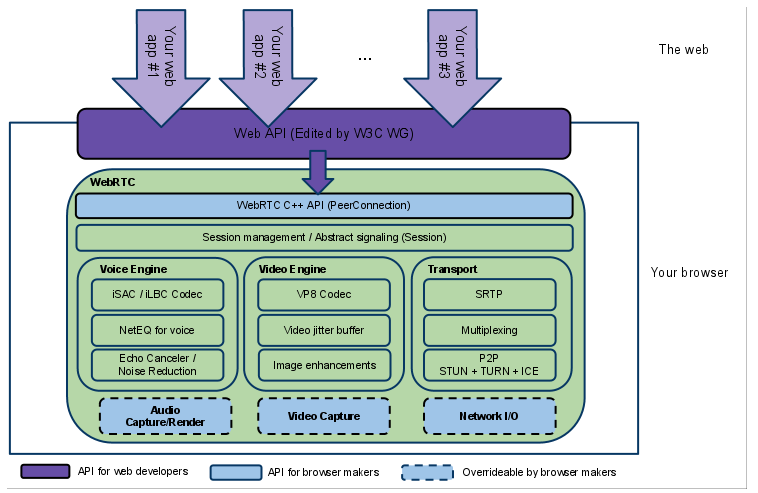 Your web
app #1
Your web
app #2
...
Your web
app #3
The web
Web API (Edited by W3C WG)
WebRTC
WebRTC C++ API (PeerConnection)
Session management / Abstract signaling (Session)
Your browser
Voice Engine
iSAC / iLBC Codec
NetEQ for voice
Echo Canceler /
Noise Reduction
Video Engine
VP8 Codec
Video jitter buffer
Image enhancements
Transport
SRTP
Multiplexing
P2P
STUN + TURN + ICE
Audio
Capture/Render
Video Capture
Network I/O
API for web developers
API for browser makers
Overrideable by browser makers